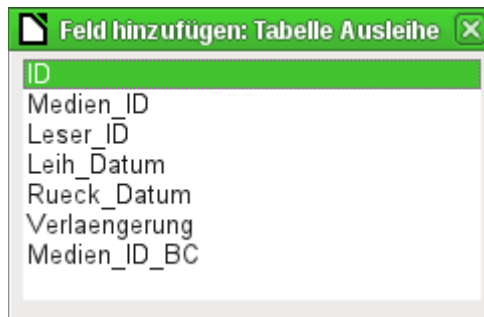 Feld hinzufügen: Tabelle Ausleihe
ID
Medien_ID
Leser_ID
Leih_Datum
Rueck_Datum
Verlaengerung
Medien_ID_BC